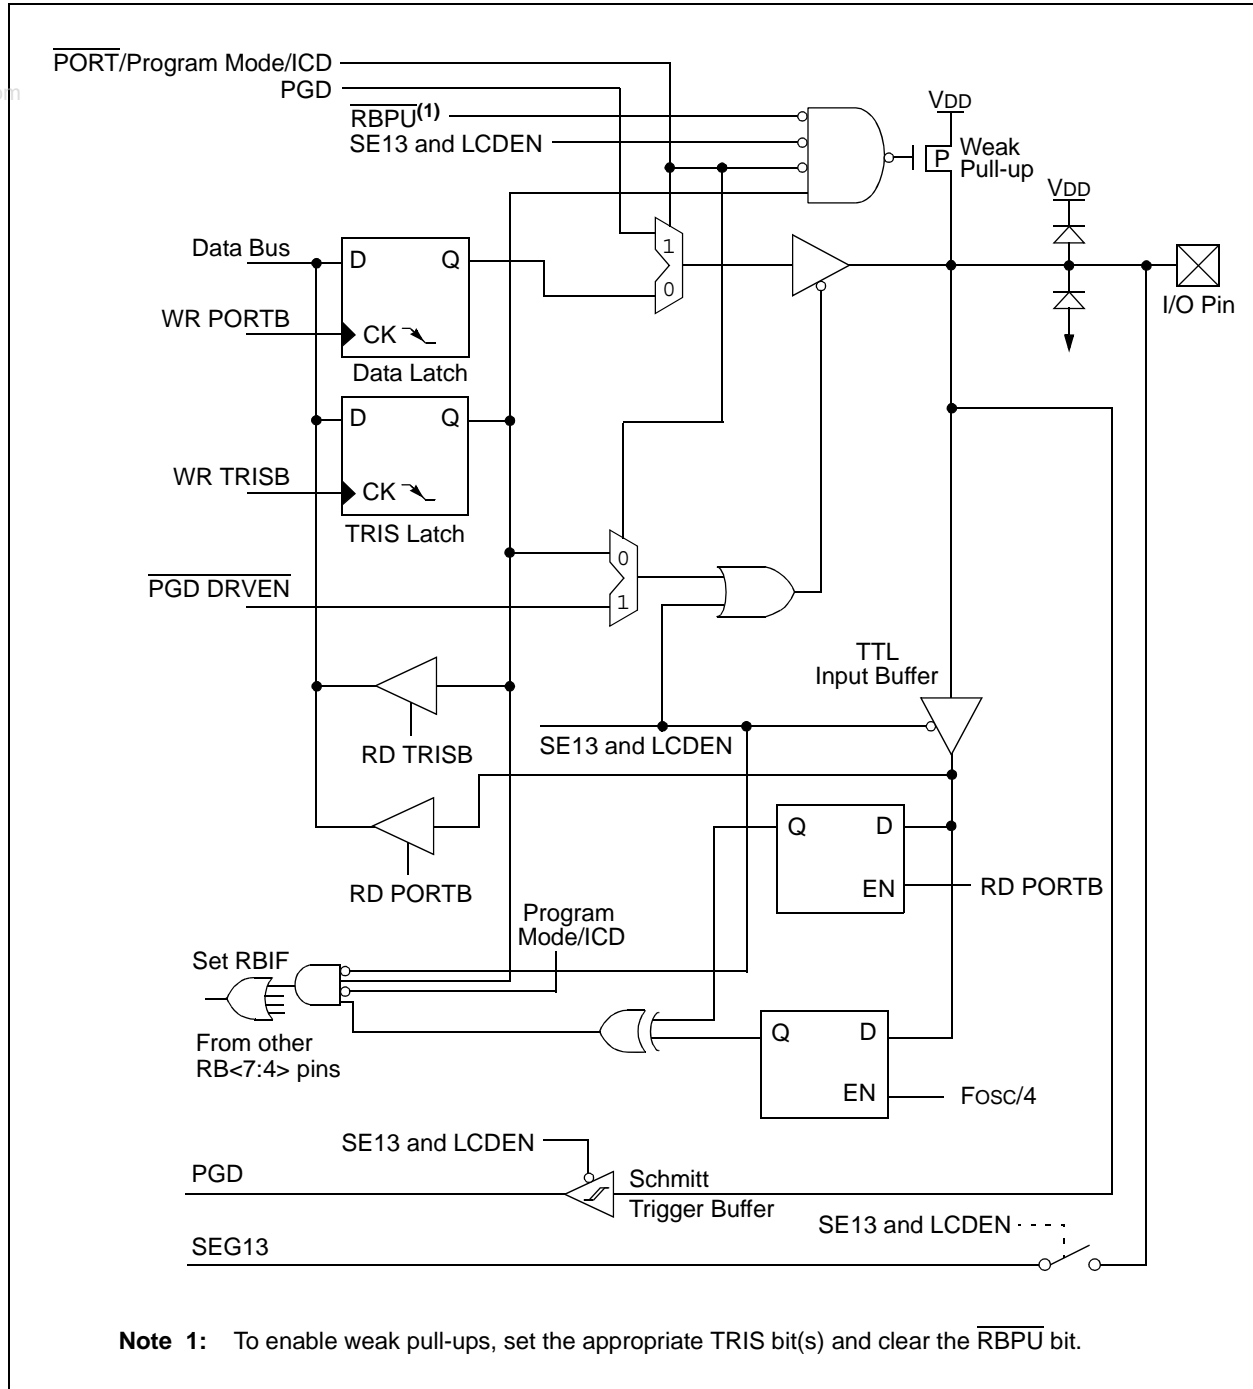 PORT/Program Mode/ICD
PGD
om
RBPU(1)
SE13 and LCDEN
VDD
P
Weak
Pull-up
VDD
Data Bus
D
Q
1
0
I/O Pin
WR PORTB
CK
Data Latch
D
Q
WR TRISB
CK
TRIS Latch
0
PGD DRVEN
1
TTL
Input Buffer
SE13 and LCDEN
RD TRISB
Q
D
EN
RD PORTB
RD PORTB
Program
Mode/ICD
Set RBIF
From other
RB<7:4> pins
Q
D
EN
FOSC/4
SE13 and LCDEN
PGD
Schmitt
Trigger Buffer
SE13 and LCDEN
SEG13
Note 1: To enable weak pull-ups, set the appropriate TRIS bit(s) and clear the RBPU bit.